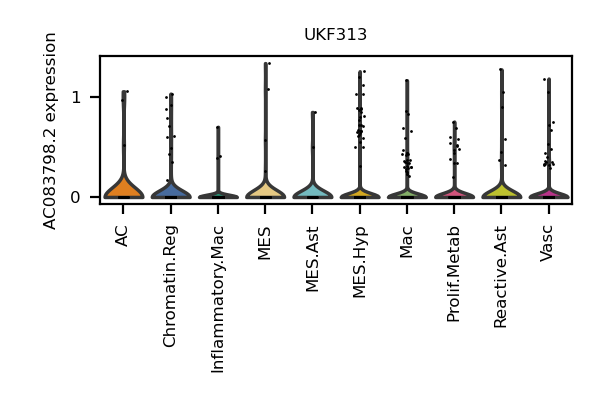 UKF313
AC083798.2 expression
1
0
AC
Chromatin.Reg
Inflammatory.Mac
MES
MES.Ast
MES.Hyp
Mac
Prolif.Metab
Reactive.Ast
Vasc